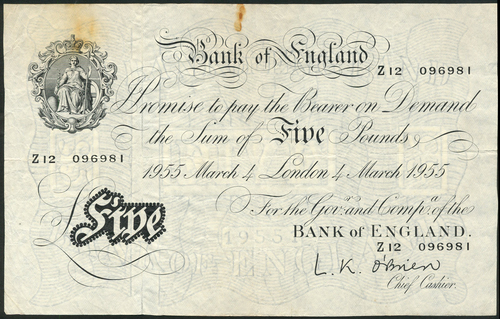 Bank of England
Z12 096981
I Promise to pay the Bearer on Demand
the Sum of Five Pounds
Z12 096981
1955 March 4 London 4 March 1955
£Five
For the Govr. and Compa. of the
BANK of ENGLAND.
Z12 096981
L. K. O'Brien
Chief Cashier.